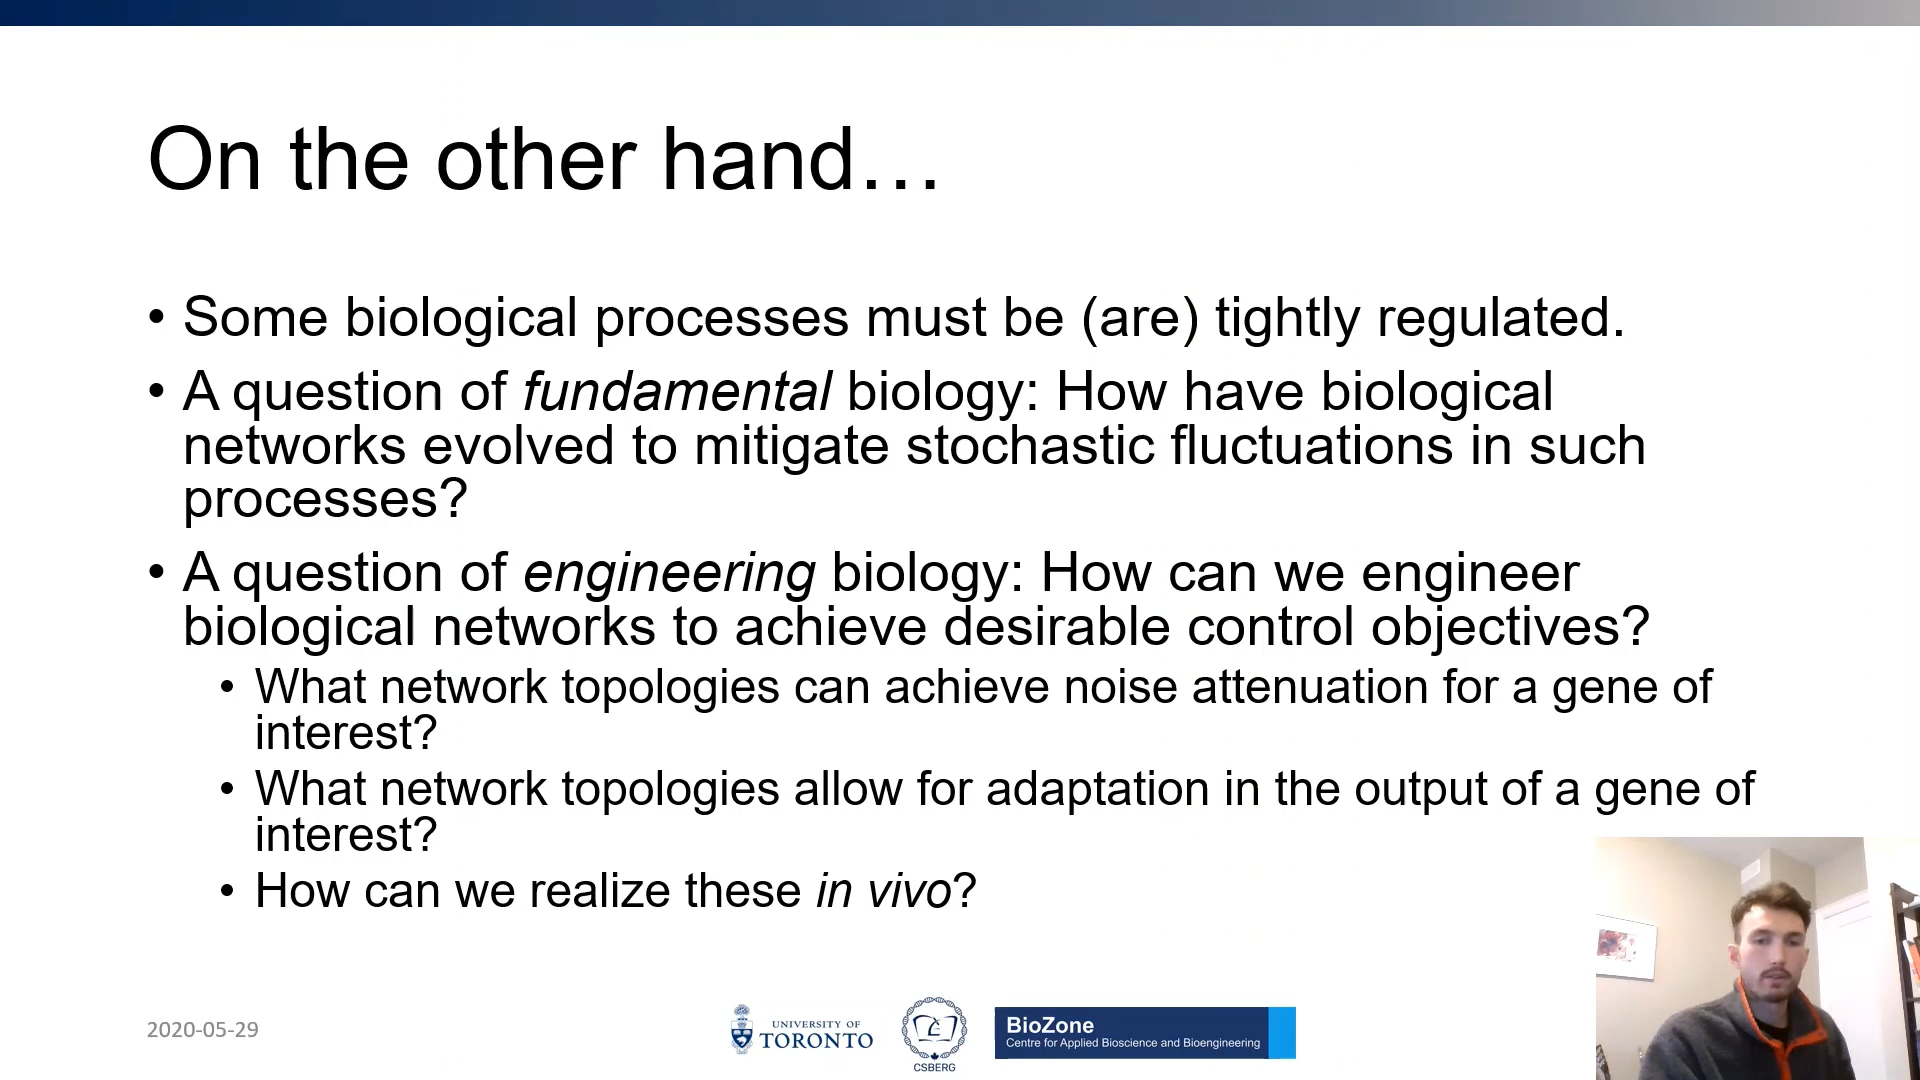 On the other hand…
• Some biological processes must be (are) tightly regulated.
• A question of fundamental biology: How have biological
networks evolved to mitigate stochastic fluctuations in such
processes?
• A question of engineering biology: How can we engineer
biological networks to achieve desirable control objectives?
• What network topologies can achieve noise attenuation for a gene of
interest?
• What network topologies allow for adaptation in the output of a gene of
interest?
• How can we realize these in vivo?
2020-05-29
UNIVERSITY OF
TORONTO
CSBERG
BioZone
Centre for Applied Bioscience and Bioengineering